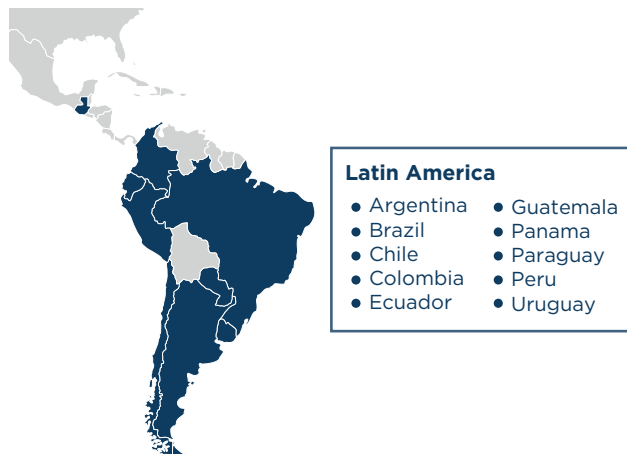 Latin America
• Argentina
• Brazil
• Chile
• Colombia
• Ecuador
• Guatemala
• Panama
• Paraguay
• Peru
• Uruguay